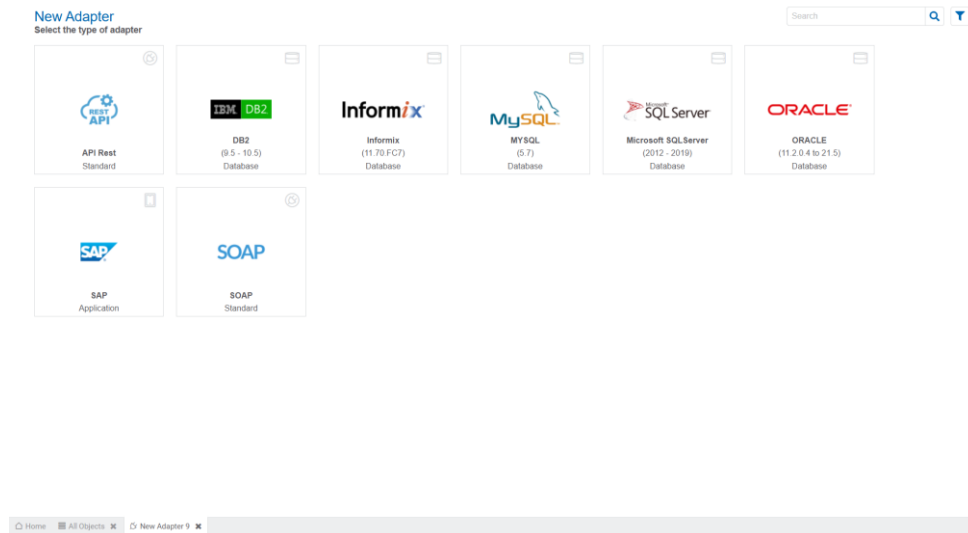 New Adapter
Select the type of adapter
Search
REST
API
API Rest
Standard
IBM DB2
DB2
(9.5 - 10.5)
Database
Informix
Informix
(11.70.FC7)
Database
MySQL
MYSQL
(5.7)
Database
Microsoft
SQL Server
Microsoft SQLServer
(2012 - 2019)
Database
ORACLE
ORACLE
(11.2.0.4 to 21.5)
Database
SAP
SAP
Application
SOAP
SOAP
Standard
Home All Objects New Adapter 9